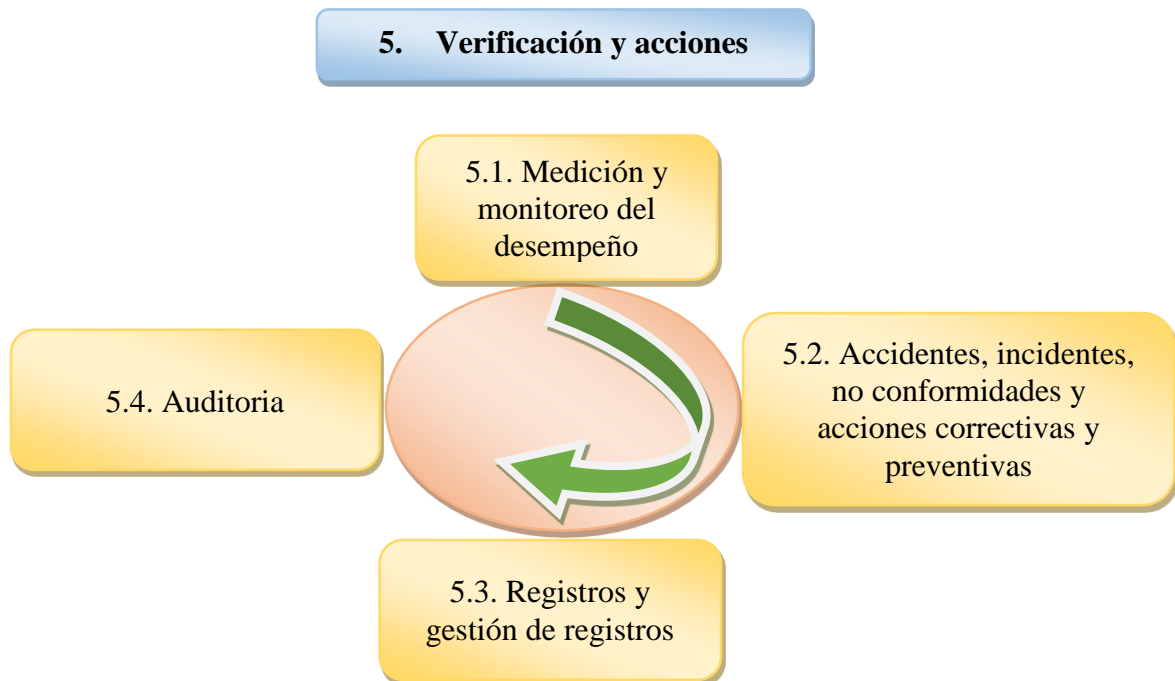 5. Verificación y acciones
5.1. Medición y
monitoreo del
desempeño
5.2. Accidentes, incidentes,
no conformidades y
acciones correctivas y
preventivas
5.3. Registros y
gestión de registros
5.4. Auditoria